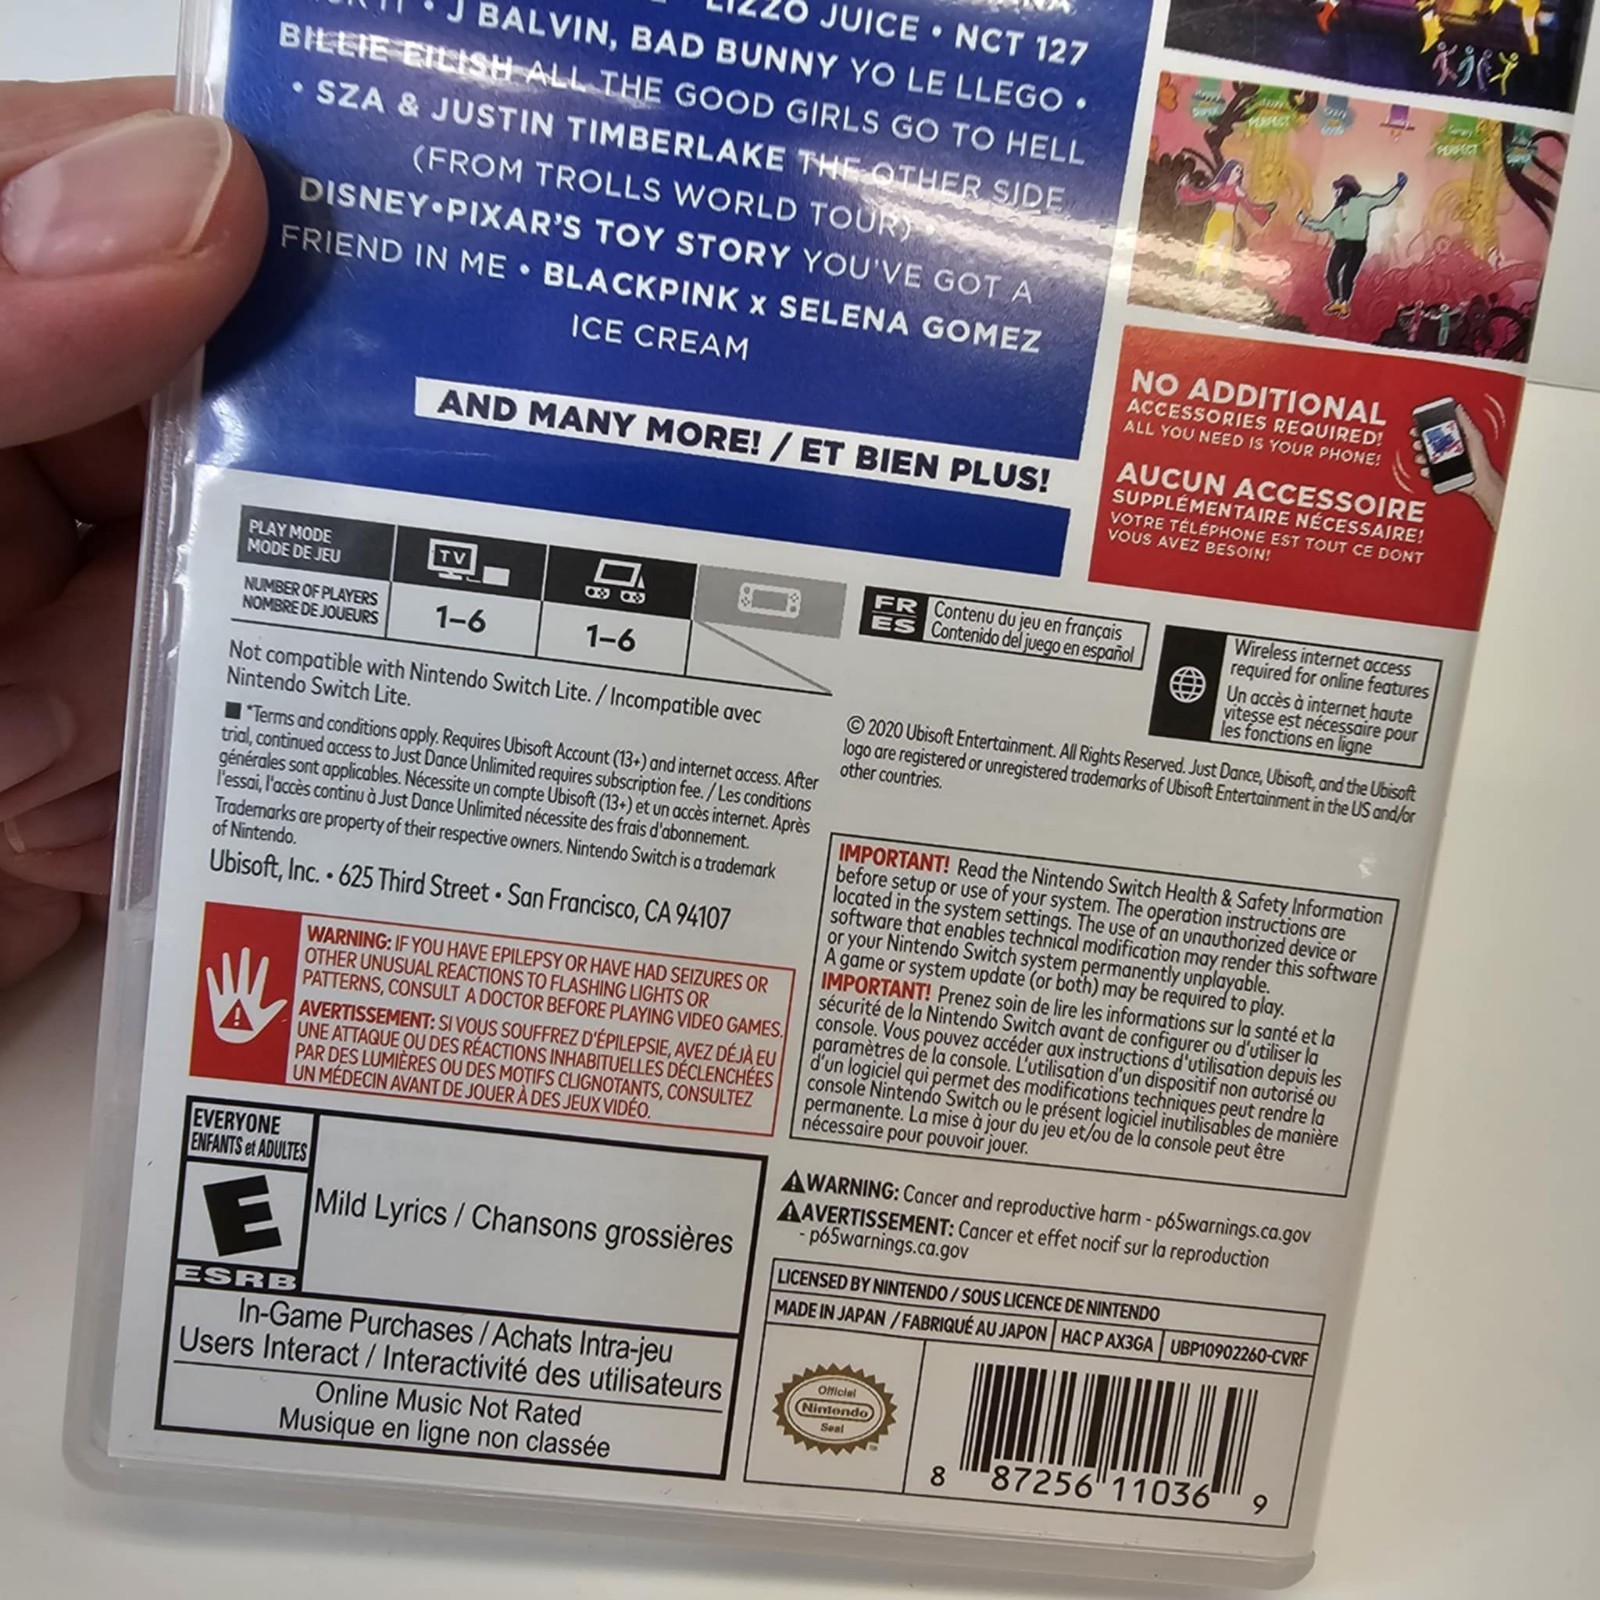 LIZZO JUICE • NCT 127
• J BALVIN, BAD BUNNY YO LE LLEGO •
BILLIE EILISH ALL THE GOOD GIRLS GO TO HELL
• SZA & JUSTIN TIMBERLAKE THE OTHER SIDE
(FROM TROLLS WORLD TOUR) •
DISNEY•PIXAR'S TOY STORY YOU'VE GOT A
FRIEND IN ME • BLACKPINK x SELENA GOMEZ
ICE CREAM
AND MANY MORE! / ET BIEN PLUS!
PERFECT
PERFECT
NO ADDITIONAL
ACCESSORIES REQUIRED!
ALL YOU NEED IS YOUR PHONE!
AUCUN ACCESSOIRE
SUPPLÉMENTAIRE NÉCESSAIRE!
VOTRE TÉLÉPHONE EST TOUT CE DONT
VOUS AVEZ BESOIN!
PLAY MODE
MODE DE JEU
TV
NUMBER OF PLAYERS
NOMBRE DE JOUEURS
1–6
1–6
FR
ES
Contenu du jeu en français
Contenido del juego en español
Wireless internet access
required for online features
Un accès à internet haute
vitesse est nécessaire pour
les fonctions en ligne
Not compatible with Nintendo Switch Lite. / Incompatible avec
Nintendo Switch Lite.
■ *Terms and conditions apply. Requires Ubisoft Account (13+) and internet access. After
trial, continued access to Just Dance Unlimited requires subscription fee. / Les conditions
générales sont applicables. Nécessite un compte Ubisoft (13+) et un accès internet. Après
l'essai, l'accès continu à Just Dance Unlimited nécessite des frais d'abonnement.
Trademarks are property of their respective owners. Nintendo Switch is a trademark
of Nintendo.
Ubisoft, Inc. • 625 Third Street • San Francisco, CA 94107
© 2020 Ubisoft Entertainment. All Rights Reserved. Just Dance, Ubisoft, and the Ubisoft
logo are registered or unregistered trademarks of Ubisoft Entertainment in the US and/or
other countries.
WARNING: IF YOU HAVE EPILEPSY OR HAVE HAD SEIZURES OR
OTHER UNUSUAL REACTIONS TO FLASHING LIGHTS OR
PATTERNS, CONSULT A DOCTOR BEFORE PLAYING VIDEO GAMES.
AVERTISSEMENT: SI VOUS SOUFFREZ D'ÉPILEPSIE, AVEZ DÉJÀ EU
UNE ATTAQUE OU DES RÉACTIONS INHABITUELLES DÉCLENCHÉES
PAR DES LUMIÈRES OU DES MOTIFS CLIGNOTANTS, CONSULTEZ
UN MÉDECIN AVANT DE JOUER À DES JEUX VIDÉO.
IMPORTANT! Read the Nintendo Switch Health & Safety Information
before setup or use of your system. The operation instructions are
located in the system settings. The use of an unauthorized device or
software that enables technical modification may render this software
or your Nintendo Switch system permanently unplayable.
A game or system update (or both) may be required to play.
IMPORTANT! Prenez soin de lire les informations sur la santé et la
sécurité de la Nintendo Switch avant de configurer ou d'utiliser la
console. Vous pouvez accéder aux instructions d'utilisation depuis les
paramètres de la console. L'utilisation d'un dispositif non autorisé ou
d'un logiciel qui permet des modifications techniques peut rendre la
console Nintendo Switch ou le présent logiciel inutilisables de manière
permanente. La mise à jour du jeu et/ou de la console peut être
nécessaire pour pouvoir jouer.
EVERYONE
ENFANTS et ADULTES
E
ESRB
Mild Lyrics / Chansons grossières
In-Game Purchases / Achats Intra-jeu
Users Interact / Interactivité des utilisateurs
Online Music Not Rated
Musique en ligne non classée
WARNING: Cancer and reproductive harm - p65warnings.ca.gov
AVERTISSEMENT: Cancer et effet nocif sur la reproduction
- p65warnings.ca.gov
LICENSED BY NINTENDO / SOUS LICENCE DE NINTENDO
MADE IN JAPAN / FABRIQUÉ AU JAPON
HAC P AX3GA
UBP10902260-CVRF
Official
Nintendo
Seal
8 87256 11036 9